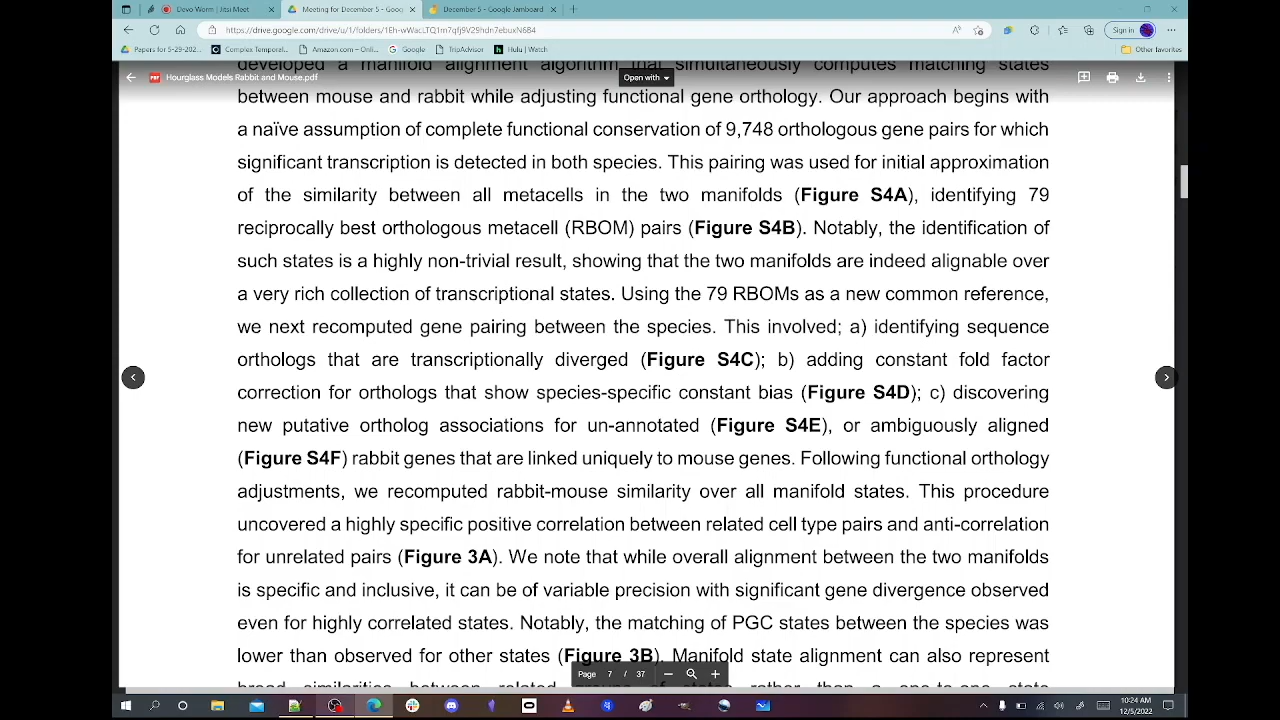 Devo Worm | Jitsi Meet
Meeting for December 5 - Goog
December 5 - Google Jamboard
https://drive.google.com/drive/u/1/folders/1Eh-wWacLTQ1m7qfj9V29hdn7ebuxN684
Sign in
Papers for 5-29-202...
Complex Temporal...
Amazon.com – Onli...
Google
TripAdvisor
Hulu | Watch
Other favorites
developed a manifold alignment algorithm that simultaneously computes matching states
Hourglass Models Rabbit and Mouse.pdf
Open with
between mouse and rabbit while adjusting functional gene orthology. Our approach begins with
a naïve assumption of complete functional conservation of 9,748 orthologous gene pairs for which
significant transcription is detected in both species. This pairing was used for initial approximation
of the similarity between all metacells in the two manifolds (Figure S4A), identifying 79
reciprocally best orthologous metacell (RBOM) pairs (Figure S4B). Notably, the identification of
such states is a highly non-trivial result, showing that the two manifolds are indeed alignable over
a very rich collection of transcriptional states. Using the 79 RBOMs as a new common reference,
we next recomputed gene pairing between the species. This involved; a) identifying sequence
orthologs that are transcriptionally diverged (Figure S4C); b) adding constant fold factor
correction for orthologs that show species-specific constant bias (Figure S4D); c) discovering
new putative ortholog associations for un-annotated (Figure S4E), or ambiguously aligned
(Figure S4F) rabbit genes that are linked uniquely to mouse genes. Following functional orthology
adjustments, we recomputed rabbit-mouse similarity over all manifold states. This procedure
uncovered a highly specific positive correlation between related cell type pairs and anti-correlation
for unrelated pairs (Figure 3A). We note that while overall alignment between the two manifolds
is specific and inclusive, it can be of variable precision with significant gene divergence observed
even for highly correlated states. Notably, the matching of PGC states between the species was
lower than observed for other states (Figure 3B). Manifold state alignment can also represent
Page 7 / 37
broad similarities between related groups of states rather than a one-to-one state
10:24 AM
12/5/2022